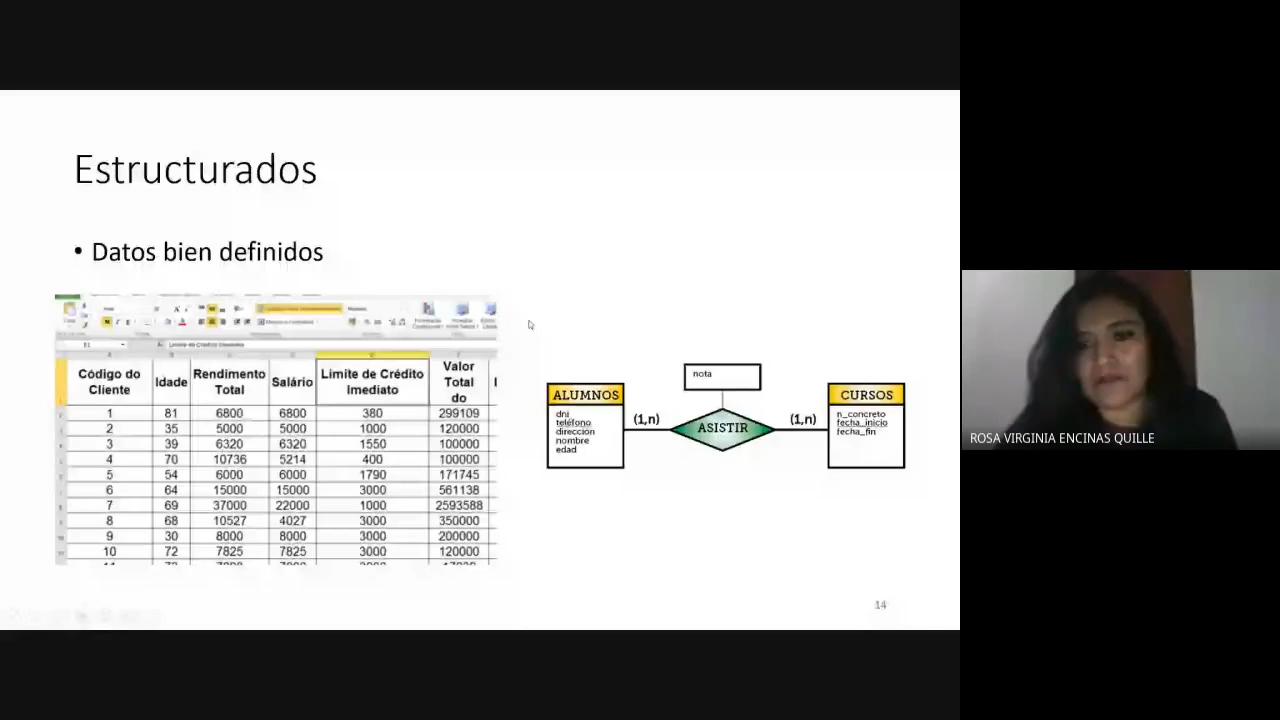 Estructurados
• Datos bien definidos
E1
Limite de Crédito Imediato
Código do Cliente Idade Rendimento Total Salário Limite de Crédito Imediato Valor Total do
1 81 6800 6800 380 299109
2 35 5000 5000 1000 120000
3 39 6320 6320 1550 100000
4 70 10736 5214 400 100000
5 54 6000 6000 1790 171745
6 64 15000 15000 3000 561138
7 69 37000 22000 1000 2593588
8 68 10527 4027 3000 350000
9 30 8000 8000 3000 200000
10 72 7825 7825 3000 120000
nota
ALUMNOS
dni
teléfono
dirección
nombre
edad
(1,n)
ASISTIR
(1,n)
CURSOS
n_concreto
fecha_inicio
fecha_fin
14
ROSA VIRGINIA ENCINAS QUILLE